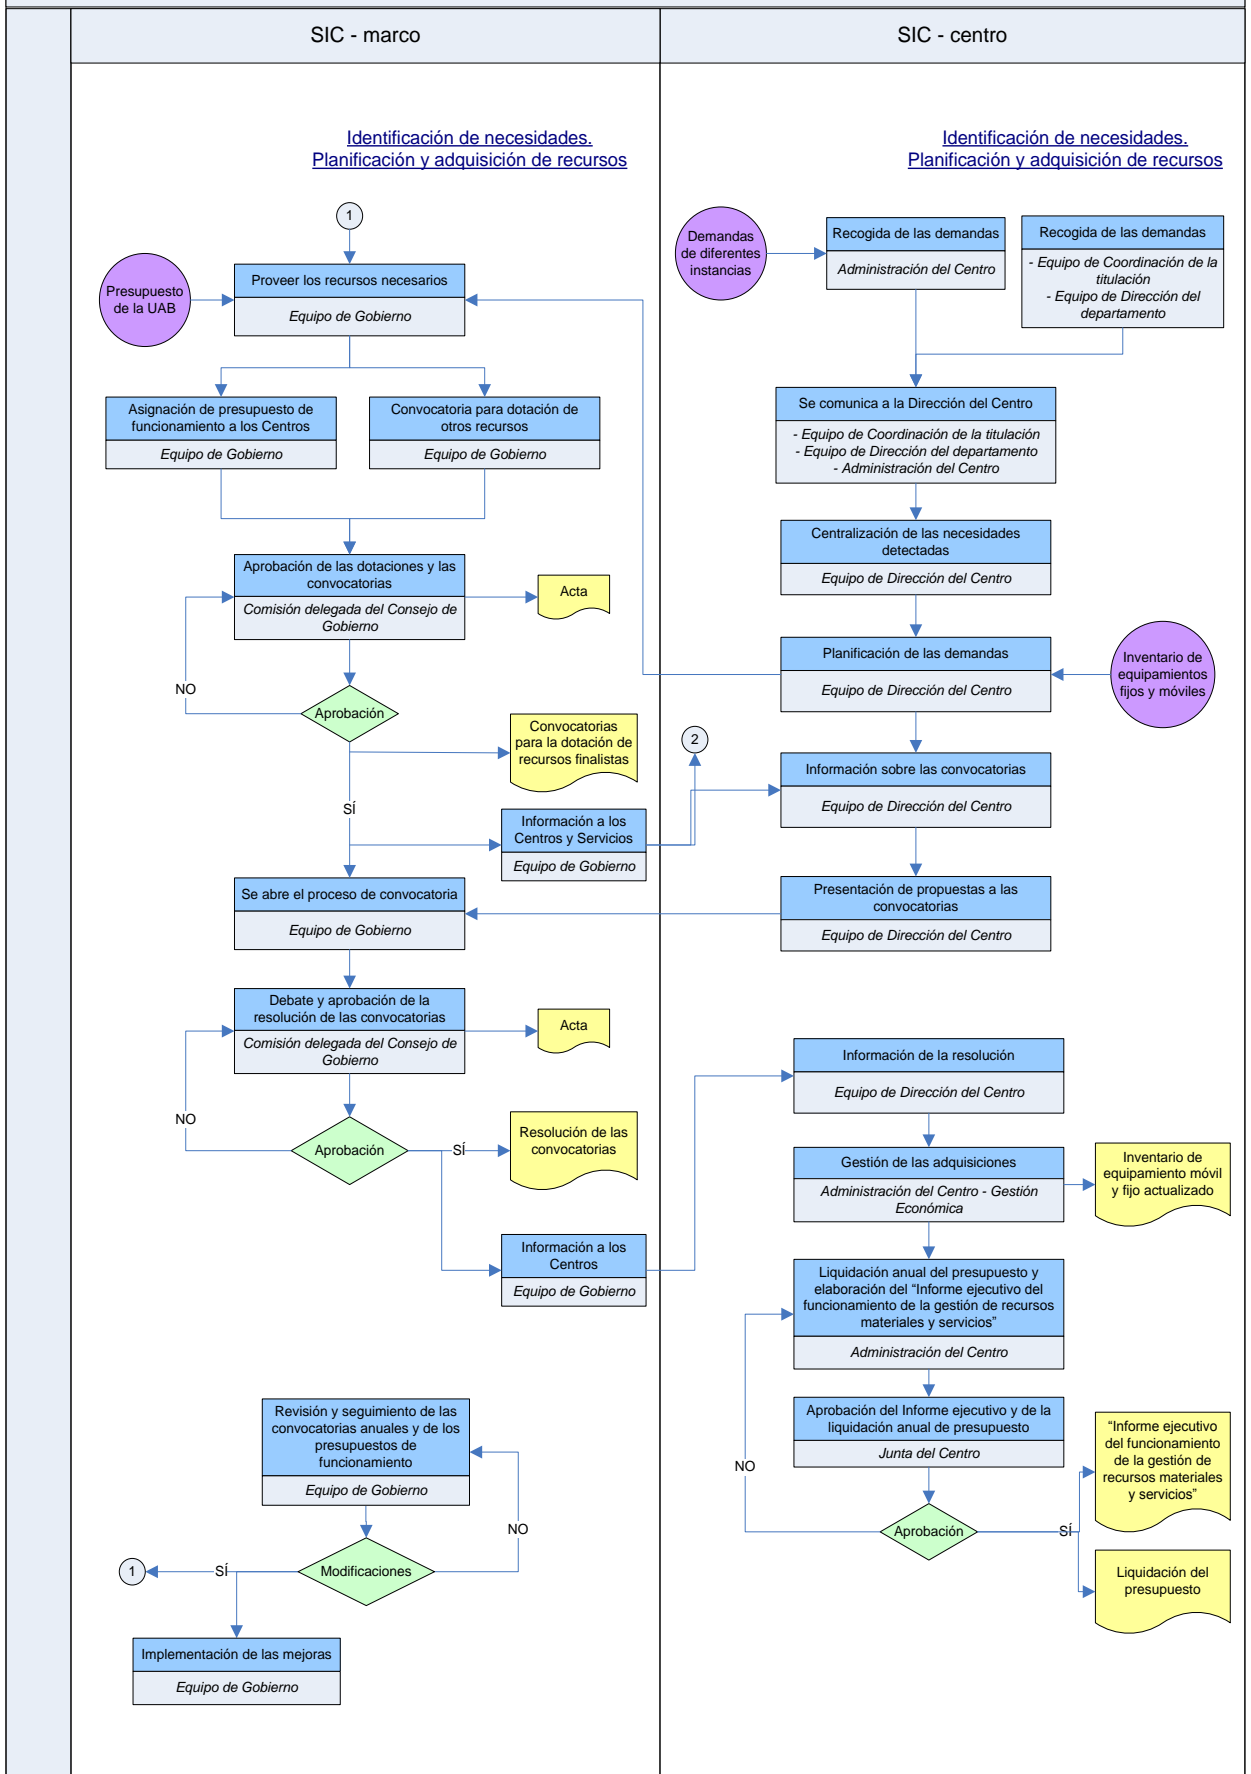 SIC - marco
SIC - centro
Identificación de necesidades.
Planificación y adquisición de recursos
1
Presupuesto
de la UAB
Proveer los recursos necesarios
Equipo de Gobierno
Asignación de presupuesto de
funcionamiento a los Centros
Equipo de Gobierno
Convocatoria para dotación de
otros recursos
Equipo de Gobierno
Aprobación de las dotaciones y las
convocatorias
Comisión delegada del Consejo de
Gobierno
Acta
NO
Aprobación
Convocatorias
para la dotación de
recursos finalistas
2
SÍ
Información a los
Centros y Servicios
Equipo de Gobierno
Se abre el proceso de convocatoria
Equipo de Gobierno
Debate y aprobación de la
resolución de las convocatorias
Comisión delegada del Consejo de
Gobierno
Acta
NO
Aprobación
SÍ
Resolución de las
convocatorias
Información a los
Centros
Equipo de Gobierno
Revisión y seguimiento de las
convocatorias anuales y de los
presupuestos de
funcionamiento
Equipo de Gobierno
NO
Modificaciones
SÍ
1
Implementación de las mejoras
Equipo de Gobierno
Identificación de necesidades.
Planificación y adquisición de recursos
Demandas
de diferentes
instancias
Recogida de las demandas
Administración del Centro
Recogida de las demandas
- Equipo de Coordinación de la
titulación
- Equipo de Dirección del
departamento
Se comunica a la Dirección del Centro
- Equipo de Coordinación de la titulación
- Equipo de Dirección del departamento
- Administración del Centro
Centralización de las necesidades
detectadas
Equipo de Dirección del Centro
Planificación de las demandas
Equipo de Dirección del Centro
Inventario de
equipamientos
fijos y móviles
Información sobre las convocatorias
Equipo de Dirección del Centro
Presentación de propuestas a las
convocatorias
Equipo de Dirección del Centro
Información de la resolución
Equipo de Dirección del Centro
Gestión de las adquisiciones
Administración del Centro - Gestión
Económica
Inventario de
equipamiento móvil
y fijo actualizado
Liquidación anual del presupuesto y
elaboración del “Informe ejecutivo del
funcionamiento de la gestión de recursos
materiales y servicios”
Administración del Centro
Aprobación del Informe ejecutivo y de la
liquidación anual de presupuesto
Junta del Centro
NO
Aprobación
SÍ
“Informe ejecutivo
del funcionamiento
de la gestión de
recursos materiales
y servicios”
Liquidación del
presupuesto